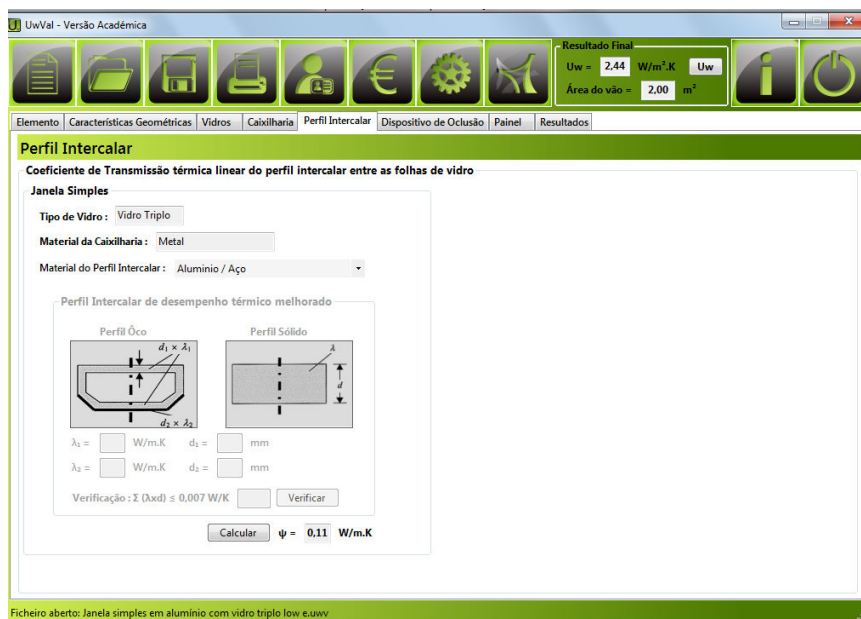 UwVal - Versão Académica
Resultado Final
Uw = 2,44 W/m².K Uw
Área do vão = 2,00 m²
Elemento Características Geométricas Vidros Caixilharia Perfil Intercalar Dispositivo de Oclusão Painel Resultados
Perfil Intercalar
Coeficiente de Transmissão térmica linear do perfil intercalar entre as folhas de vidro
Janela Simples
Tipo de Vidro : Vidro Triplo
Material da Caixilharia : Metal
Material do Perfil Intercalar : Aluminio / Aço
Perfil Intercalar de desempenho térmico melhorado
Perfil Ôco Perfil Sólido
d₁ × λ₁ λ
d
d₂ × λ₂
λ₁ = W/m.K d₁ = mm
λ₂ = W/m.K d₂ = mm
Verificação : Σ (λxd) ≤ 0,007 W/K Verificar
Calcular ψ = 0,11 W/m.K
Ficheiro aberto: Janela simples em alumínio com vidro triplo low e.uwv